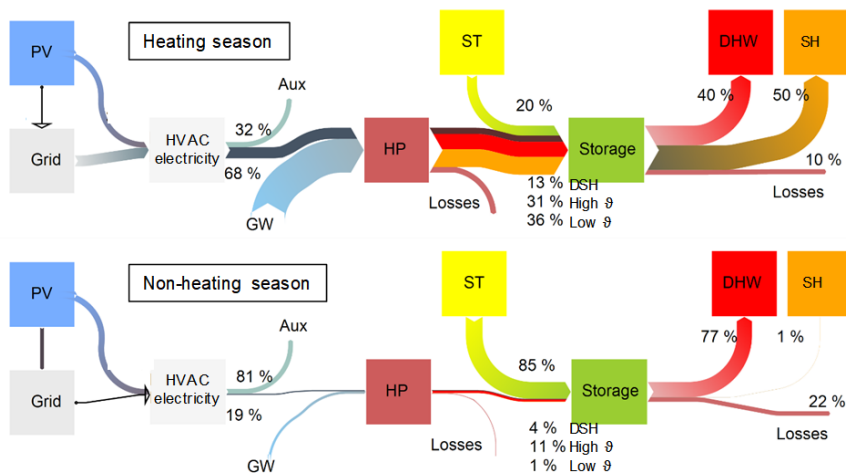 PV
Heating season
ST
DHW
SH
Aux
20 %
40 %
50 %
32 %
Grid
HVAC
electricity
HP
Storage
68 %
10 %
13 % DSH
Losses
Losses
31 % High ϑ
GW
36 % Low ϑ
PV
Non-heating season
ST
DHW
SH
Aux
77 %
1 %
85 %
81 %
Grid
HVAC
electricity
HP
Storage
19 %
22 %
4 % DSH
Losses
Losses
11 % High ϑ
GW
1 % Low ϑ